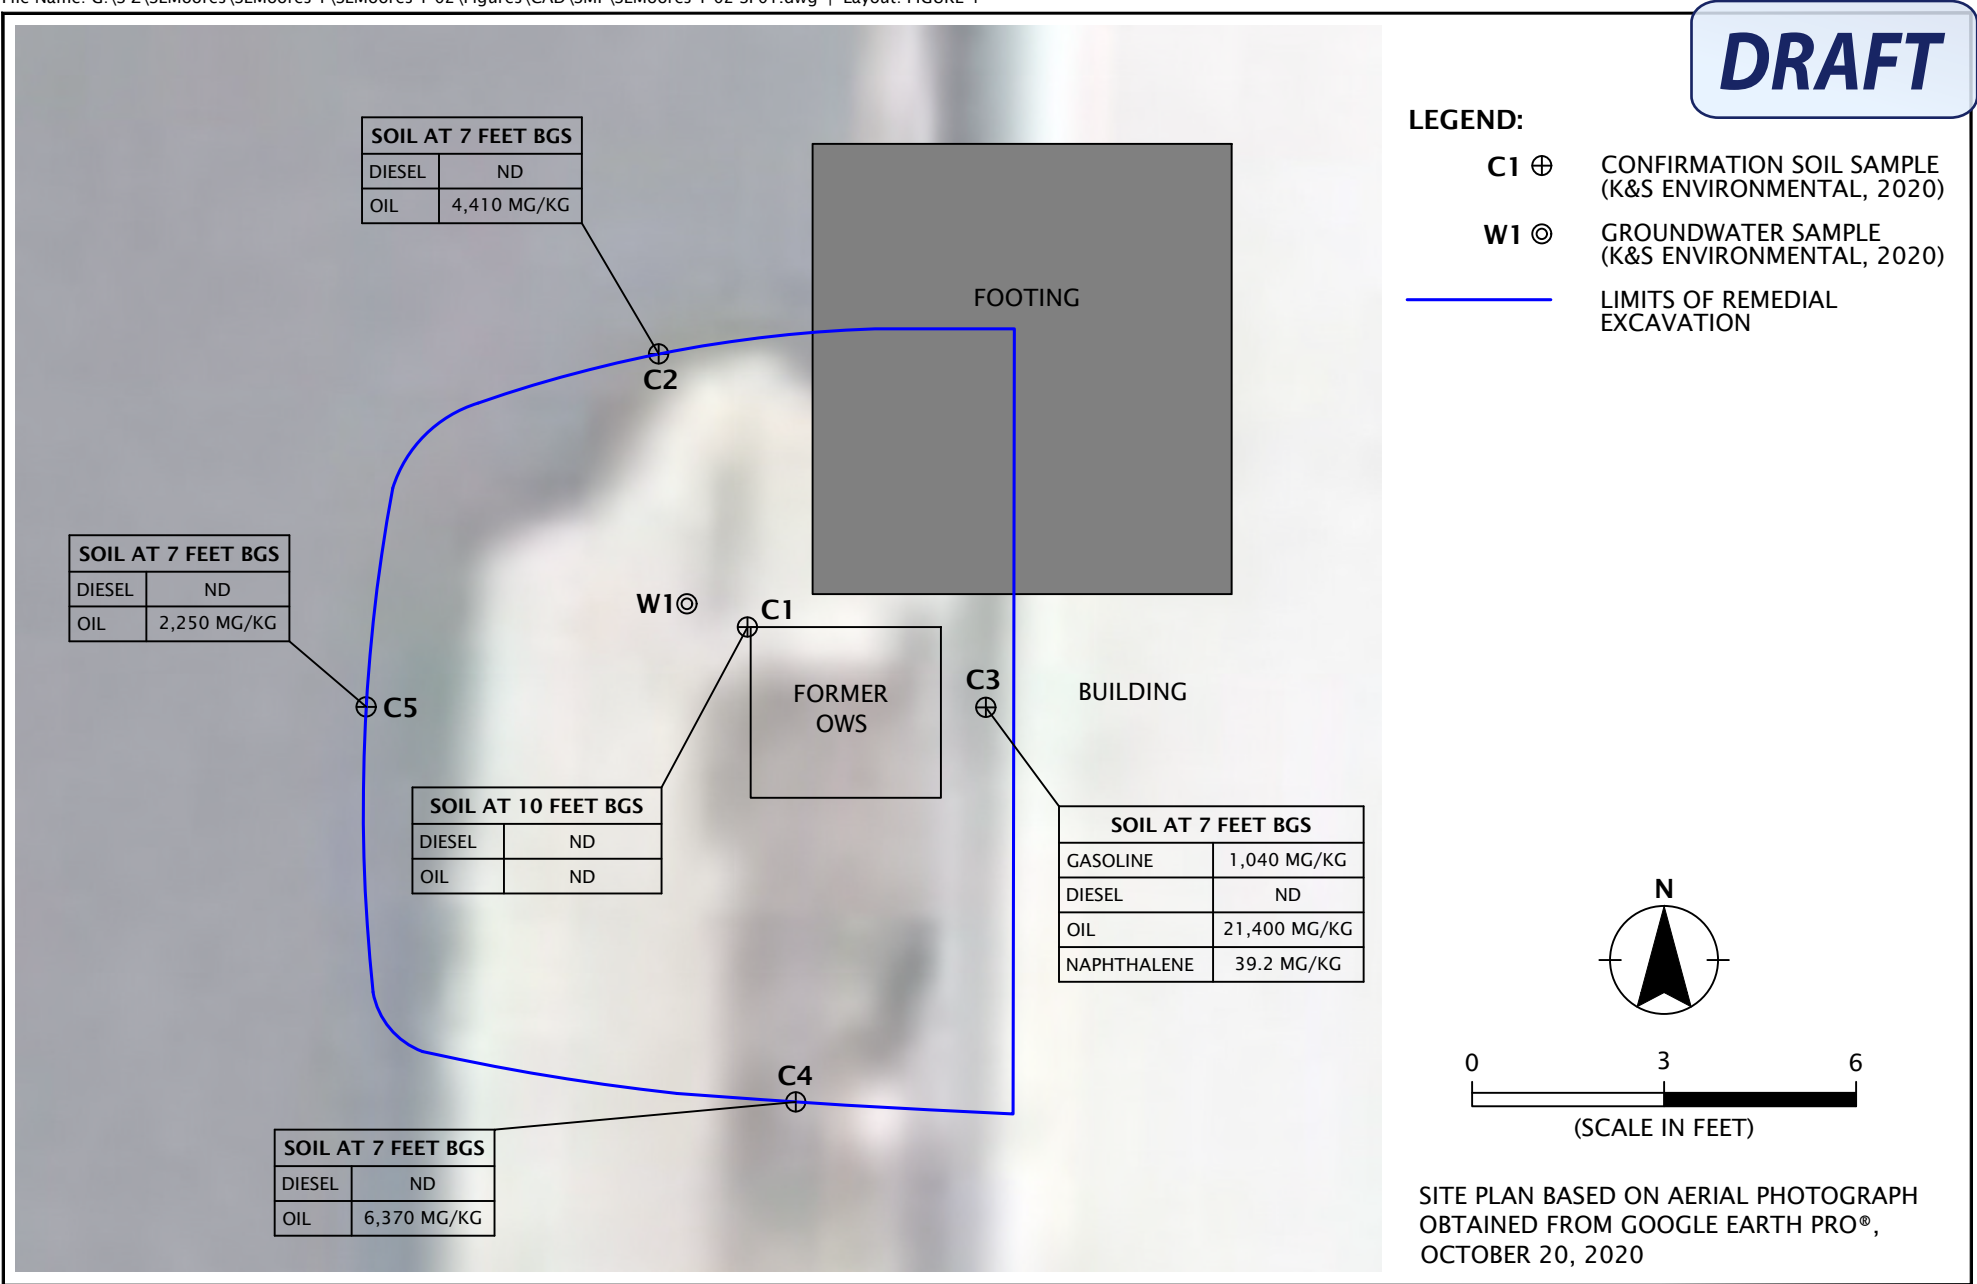 DRAFT
SOIL AT 7 FEET BGS
DIESEL ND
OIL 4,410 MG/KG
C2
FOOTING
SOIL AT 7 FEET BGS
DIESEL ND
OIL 2,250 MG/KG
C5
W1
C1
FORMER
OWS
C3
BUILDING
SOIL AT 10 FEET BGS
DIESEL ND
OIL ND
SOIL AT 7 FEET BGS
GASOLINE 1,040 MG/KG
DIESEL ND
OIL 21,400 MG/KG
NAPHTHALENE 39.2 MG/KG
C4
SOIL AT 7 FEET BGS
DIESEL ND
OIL 6,370 MG/KG
LEGEND:
C1 CONFIRMATION SOIL SAMPLE
(K&S ENVIRONMENTAL, 2020)
W1 GROUNDWATER SAMPLE
(K&S ENVIRONMENTAL, 2020)
LIMITS OF REMEDIAL
EXCAVATION
N
0 3 6
(SCALE IN FEET)
SITE PLAN BASED ON AERIAL PHOTOGRAPH
OBTAINED FROM GOOGLE EARTH PRO®,
OCTOBER 20, 2020